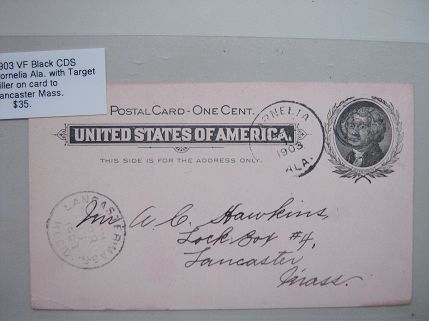 903 VF Black CDS
ornelia Ala. with Target
iller on card to
ancaster Mass.
$35.
POSTAL CARD - ONE CENT.
UNITED STATES OF AMERICA.
THIS SIDE IS FOR THE ADDRESS ONLY.
ORNELIA
1903
ALA.
LANCASTER, MASS.
1903
Mr. A. C. Hawkins
Lock Box #4,
Lancaster
Mass.